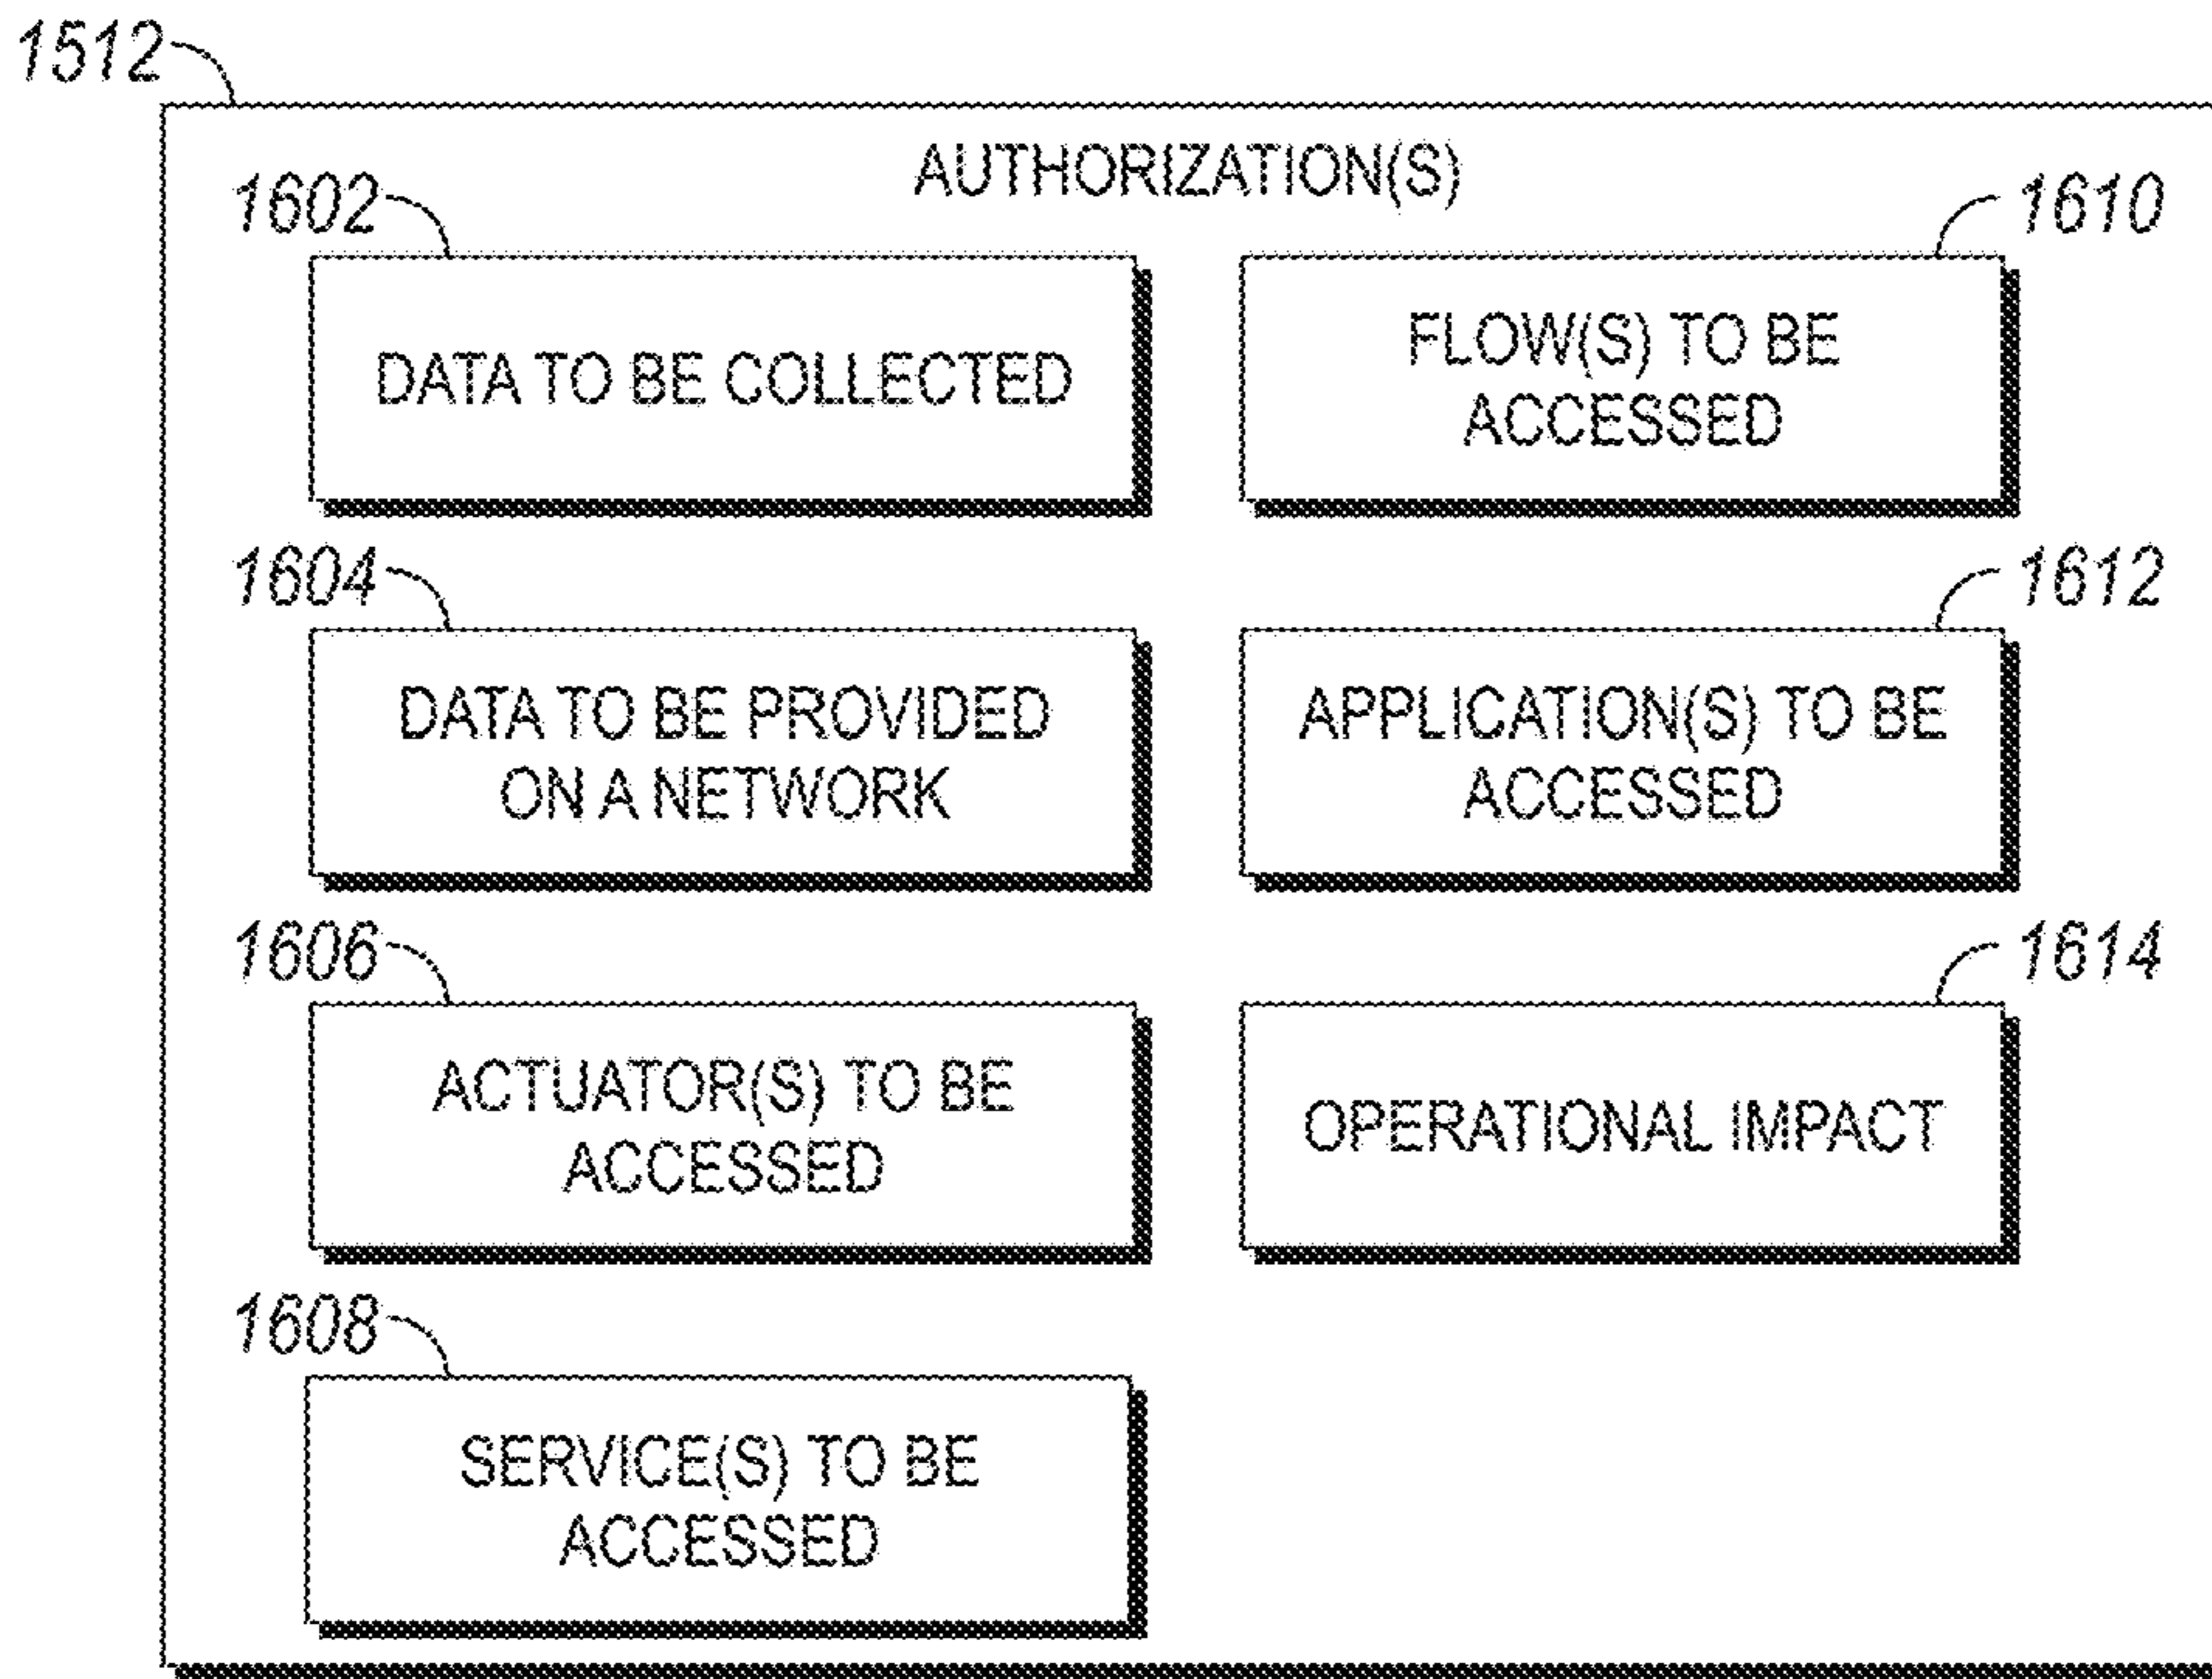 1512
AUTHORIZATION(S)
1602
DATA TO BE COLLECTED
1604
DATA TO BE PROVIDED
ON A NETWORK
1606
ACTUATOR(S) TO BE
ACCESSED
1608
SERVICE(S) TO BE
ACCESSED
1610
FLOW(S) TO BE
ACCESSED
1612
APPLICATION(S) TO BE
ACCESSED
1614
OPERATIONAL IMPACT